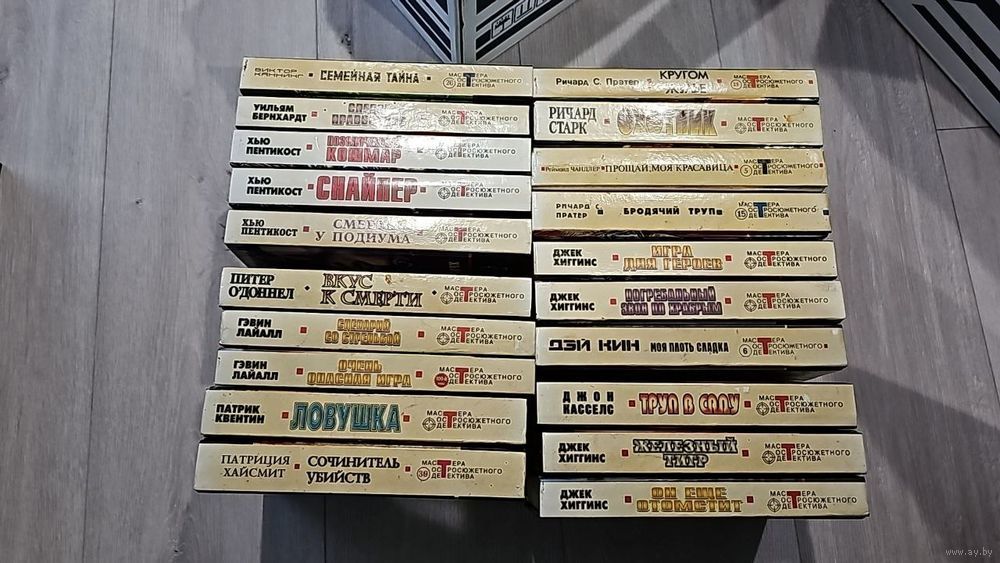 ВИКТОР
КАННИНГ
СЕМЕЙНАЯ ТАЙНА
26
МАСТЕРА
ОСТРОСЮЖЕТНОГО
ДЕТЕКТИВА
УИЛЬЯМ
БЕРНХАРДТ
МАСТЕРА
ОСТРОСЮЖЕТНОГО
ДЕТЕКТИВА
ХЬЮ
ПЕНТИКОСТ
КОШМАР
МАСТЕРА
ОСТРОСЮЖЕТНОГО
ДЕТЕКТИВА
ХЬЮ
ПЕНТИКОСТ
СНАЙПЕР
МАСТЕРА
ОСТРОСЮЖЕТНОГО
ДЕТЕКТИВА
ХЬЮ
ПЕНТИКОСТ
У ПОДИУМА
МАСТЕРА
ОСТРОСЮЖЕТНОГО
ДЕТЕКТИВА
ПИТЕР
О'ДОННЕЛ
ВКУС
К СМЕРТИ
МАСТЕРА
ОСТРОСЮЖЕТНОГО
ДЕТЕКТИВА
ГЭВИН
ЛАЙАЛЛ
СЦЕНАРИЙ
СО СТРЕЛЬБОЙ
МАСТЕРА
ОСТРОСЮЖЕТНОГО
ДЕТЕКТИВА
ГЭВИН
ЛАЙАЛЛ
ОЧЕНЬ
ОПАСНАЯ ИГРА
МАСТЕРА
ОСТРОСЮЖЕТНОГО
ДЕТЕКТИВА
ПАТРИК
КВЕНТИН
ЛОВУШКА
МАСТЕРА
ОСТРОСЮЖЕТНОГО
ДЕТЕКТИВА
ПАТРИЦИЯ
ХАЙСМИТ
СОЧИНИТЕЛЬ
УБИЙСТВ
39
МАСТЕРА
ОСТРОСЮЖЕТНОГО
ДЕТЕКТИВА
Ричард С. Пратер
КРУГОМ
МАСТЕРА
ОСТРОСЮЖЕТНОГО
ДЕТЕКТИВА
РИЧАРД
СТАРК
ОХОТНИК
МАСТЕРА
ОСТРОСЮЖЕТНОГО
ДЕТЕКТИВА
Реймонд ЧАНДЛЕР
ПРОЩАЙ, МОЯ КРАСАВИЦА
5
МАСТЕРА
ОСТРОСЮЖЕТНОГО
ДЕТЕКТИВА
РИЧАРД С.
ПРАТЕР
БРОДЯЧИЙ ТРУП
15
МАСТЕРА
ОСТРОСЮЖЕТНОГО
ДЕТЕКТИВА
ДЖЕК
ХИГГИНС
ИГРА
ДЛЯ ГЕРОЕВ
МАСТЕРА
ОСТРОСЮЖЕТНОГО
ДЕТЕКТИВА
ДЖЕК
ХИГГИНС
ПОГРЕБАЛЬНЫЙ
ЗВОН ПО ХРАБРЫМ
МАСТЕРА
ОСТРОСЮЖЕТНОГО
ДЕТЕКТИВА
ДЭЙ КИН
МОЯ ПЛОТЬ СЛАДКА
6
МАСТЕРА
ОСТРОСЮЖЕТНОГО
ДЕТЕКТИВА
ДЖОН
КАССЕЛС
ТРУП В САДУ
МАСТЕРА
ОСТРОСЮЖЕТНОГО
ДЕТЕКТИВА
ДЖЕК
ХИГГИНС
ЖЕЛЕЗНЫЙ
ТИГР
МАСТЕРА
ОСТРОСЮЖЕТНОГО
ДЕТЕКТИВА
ДЖЕК
ХИГГИНС
ОН ЕЩЕ
ОТОМСТИТ
МАСТЕРА
ОСТРОСЮЖЕТНОГО
ДЕТЕКТИВА
www.ay.by